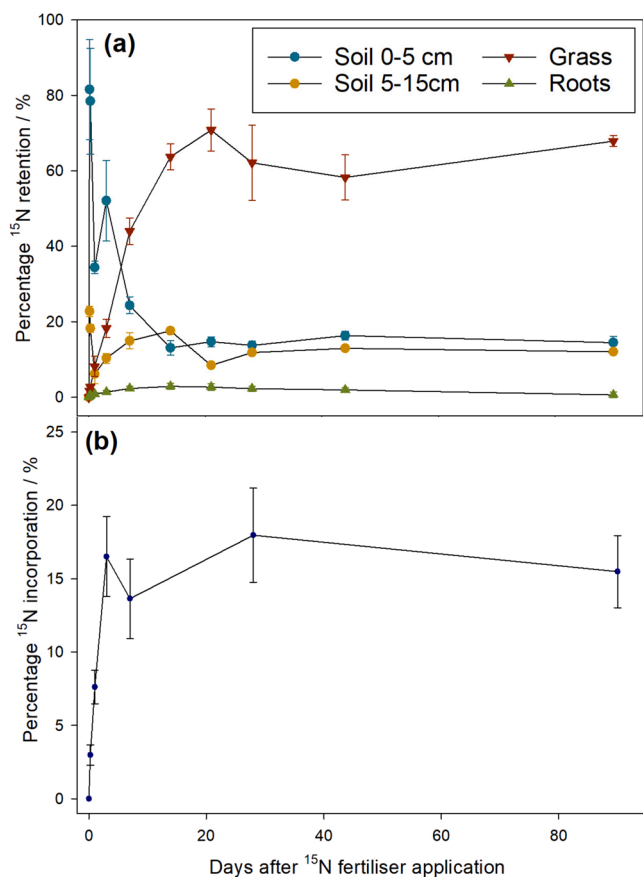 100
(a)
Soil 0-5 cm
Grass
Soil 5-15cm
Roots
80
60
40
20
0
Percentage ¹⁵N retention / %
25
(b)
20
15
10
5
0
Percentage ¹⁵N incorporation / %
0
20
40
60
80
Days after ¹⁵N fertiliser application